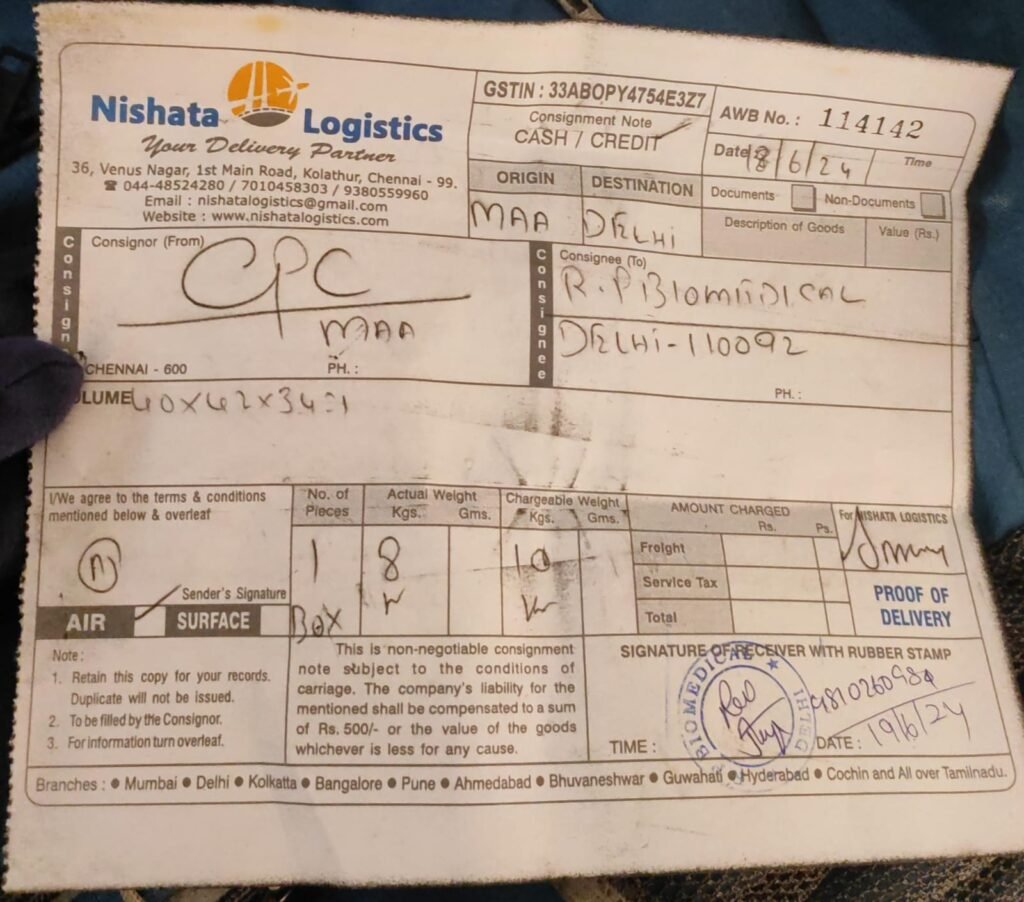 Nishata Logistics
Your Delivery Partner
36, Venus Nagar, 1st Main Road, Kolathur, Chennai - 99.
☎ 044-48524280 / 7010458303 / 9380559960
Email : nishatalogistics@gmail.com
Website : www.nishatalogistics.com
GSTIN : 33ABOPY4754E3Z7
Consignment Note
CASH / CREDIT
AWB No. : 114142
Date 18/6/24
Time
ORIGIN
DESTINATION
MAA
DELHI
Documents
Non-Documents
Description of Goods
Value (Rs.)
Consign
Consignor (From)
CPC
MAA
CHENNAI - 600
PH. :
Consignee
Consignee (To)
R.P BIOMEDICAL
DELHI-110092
PH. :
LUME 40x42x34=1
I/We agree to the terms & conditions
mentioned below & overleaf
Sender's Signature
AIR
SURFACE
No. of
Pieces
1
BOX
Actual Weight
Kgs. Gms.
8
Chargeable Weight
Kgs. Gms.
10
AMOUNT CHARGED
Rs. Ps.
Freight
Service Tax
Total
For NISHATA LOGISTICS
PROOF OF
DELIVERY
Note :
1. Retain this copy for your records.
Duplicate will not be issued.
2. To be filled by the Consignor.
3. For information turn overleaf.
This is non-negotiable consignment
note subject to the conditions of
carriage. The company's liability for the
mentioned shall be compensated to a sum
of Rs. 500/- or the value of the goods
whichever is less for any cause.
SIGNATURE OF RECEIVER WITH RUBBER STAMP
BIOMEDICAL
TIME :
DATE : 19/6/24
Branches : ● Mumbai ● Delhi ● Kolkatta ● Bangalore ● Pune ● Ahmedabad ● Bhuvaneshwar ● Guwahati ● Hyderabad ● Cochin and All over Tamilnadu.